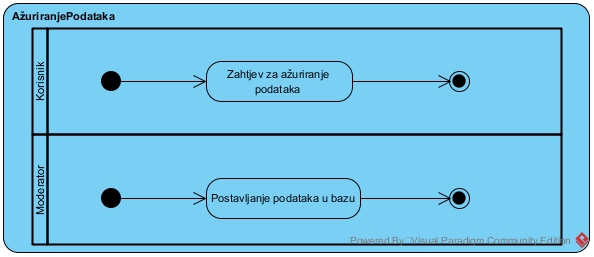 AžuriranjePodataka
Korisnik
Zahtjev za ažuriranje
podataka
Moderator
Postavljanje podataka u bazu
Powered By Visual Paradigm Community Edition